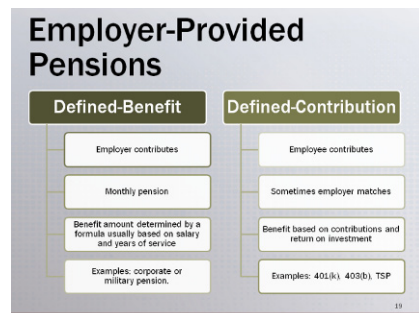 Employer-Provided
Pensions
Defined-Benefit
Employer contributes
Monthly pension
Benefit amount determined by a
formula usually based on salary
and years of service
Examples: corporate or
military pension.
Defined-Contribution
Employee contributes
Sometimes employer matches
Benefit based on contributions and
return on investment
Examples: 401(k), 403(b), TSP
19